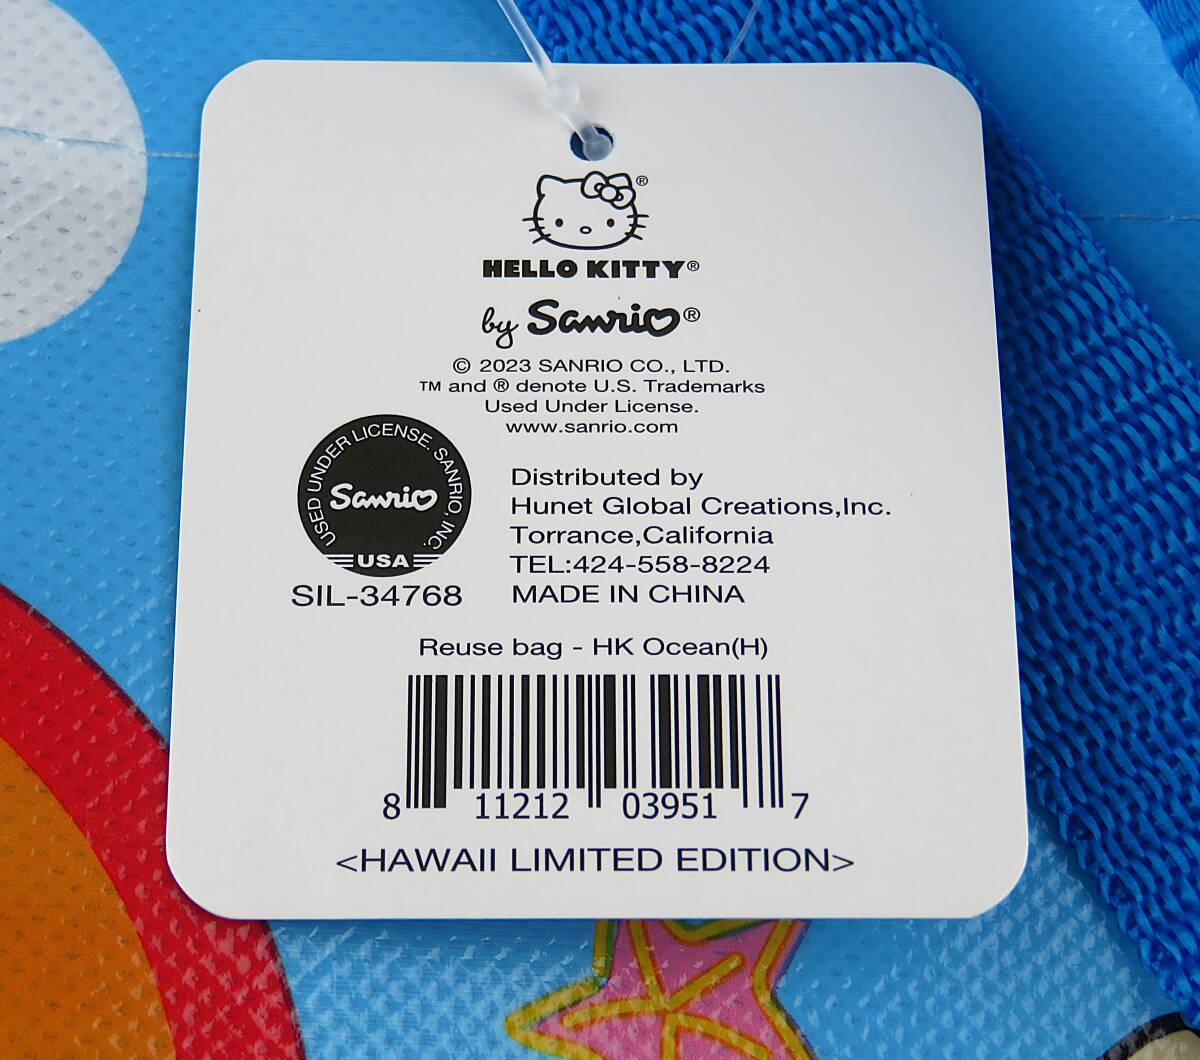 ®
HELLO KITTY®
by Sanrio®
© 2023 SANRIO CO., LTD.
TM and ® denote U.S. Trademarks
Used Under License.
www.sanrio.com
USED UNDER LICENSE. SANRIO, INC.
Sanrio
USA
SIL-34768
Distributed by
Hunet Global Creations,Inc.
Torrance,California
TEL:424-558-8224
MADE IN CHINA
Reuse bag - HK Ocean(H)
8 11212 03951 7
<HAWAII LIMITED EDITION>